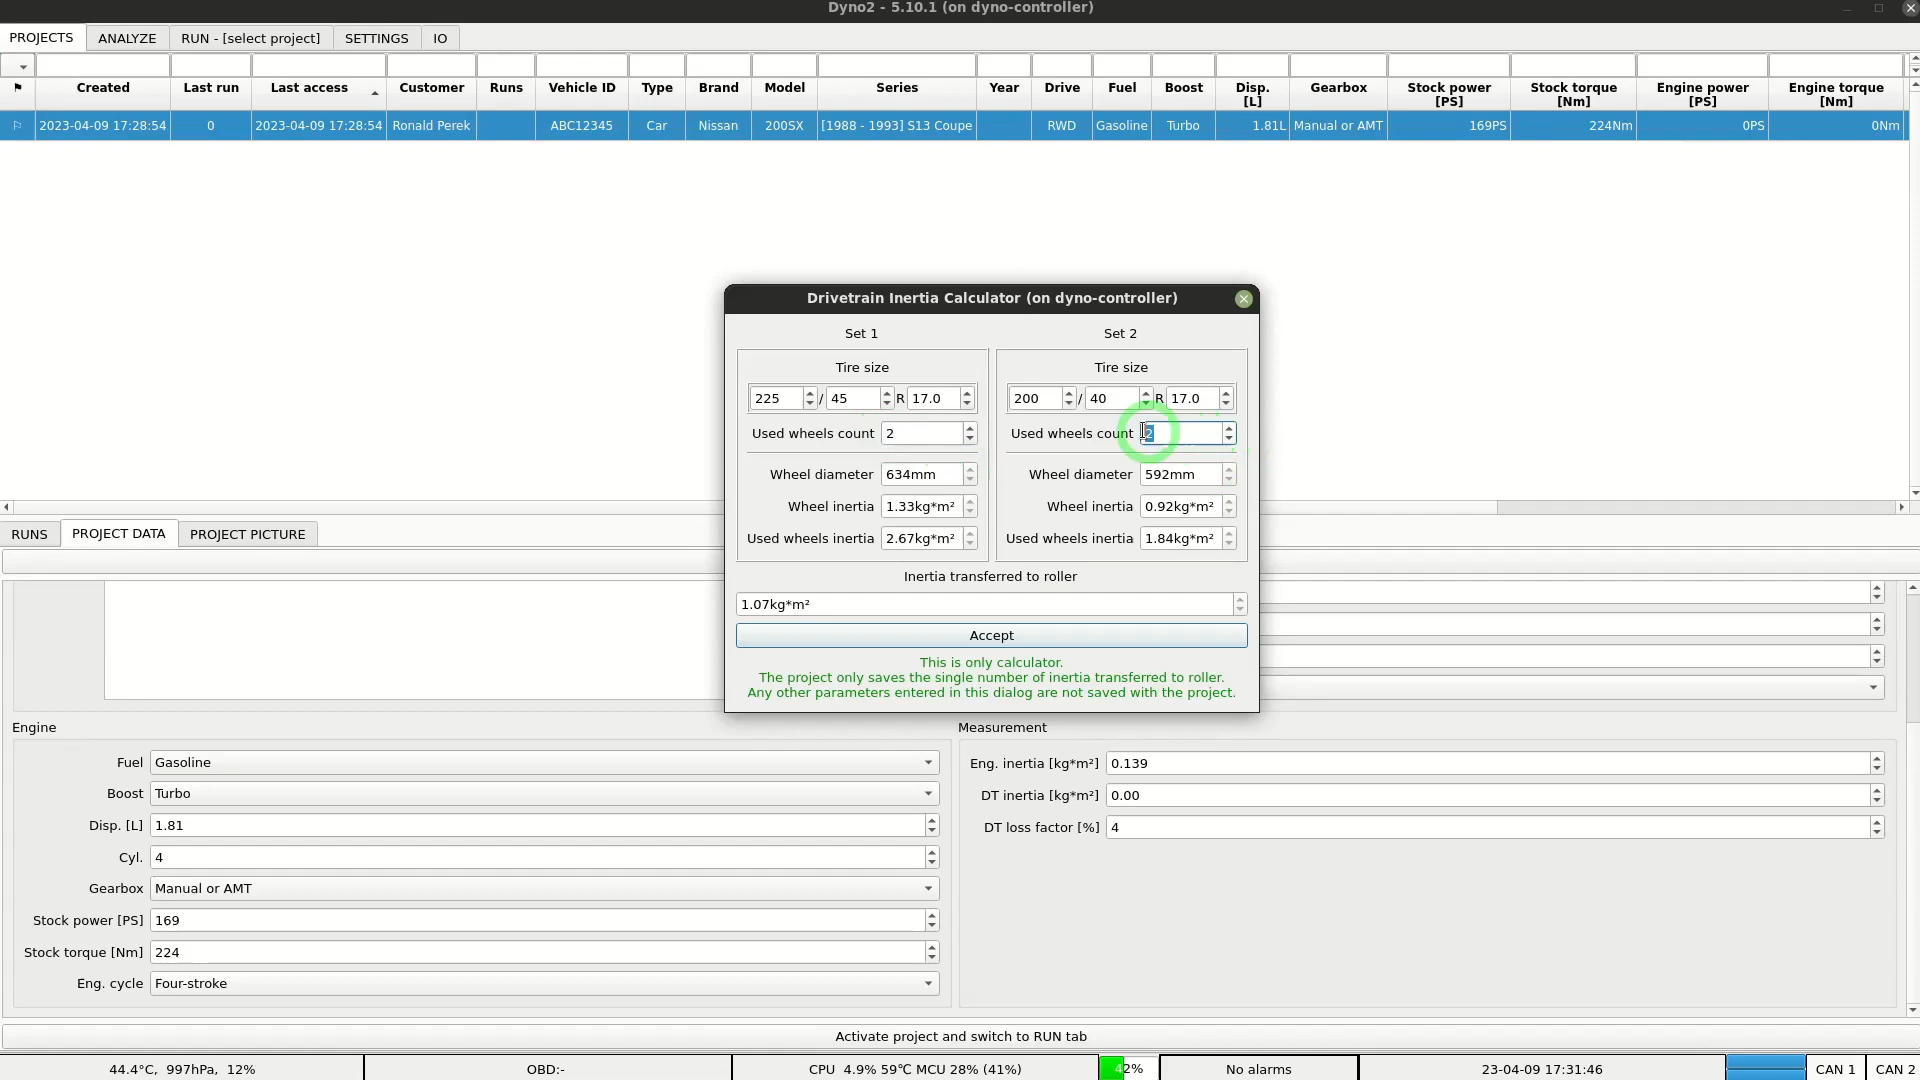 Dyno2 - 5.10.1 (on dyno-controller)
PROJECTS ANALYZE RUN - [select project] SETTINGS IO
Created Last run Last access Customer Runs Vehicle ID Type Brand Model Series Year Drive Fuel Boost Disp. [L] Gearbox Stock power [PS] Stock torque [Nm] Engine power [PS] Engine torque [Nm]
2023-04-09 17:28:54 0 2023-04-09 17:28:54 Ronald Perek ABC12345 Car Nissan 200SX [1988 - 1993] S13 Coupe RWD Gasoline Turbo 1.81L Manual or AMT 169PS 224Nm 0PS 0Nm
Drivetrain Inertia Calculator (on dyno-controller)
Set 1 Set 2
Tire size Tire size
225 / 45 R 17.0 200 / 40 R 17.0
Used wheels count 2 Used wheels count 2
Wheel diameter 634mm Wheel diameter 592mm
Wheel inertia 1.33kg*m² Wheel inertia 0.92kg*m²
Used wheels inertia 2.67kg*m² Used wheels inertia 1.84kg*m²
Inertia transferred to roller
1.07kg*m²
Accept
This is only calculator.
The project only saves the single number of inertia transferred to roller.
Any other parameters entered in this dialog are not saved with the project.
RUNS PROJECT DATA PROJECT PICTURE
Engine
Fuel Gasoline
Boost Turbo
Disp. [L] 1.81
Cyl. 4
Gearbox Manual or AMT
Stock power [PS] 169
Stock torque [Nm] 224
Eng. cycle Four-stroke
Measurement
Eng. inertia [kg*m²] 0.139
DT inertia [kg*m²] 0.00
DT loss factor [%] 4
Activate project and switch to RUN tab
44.4°C, 997hPa, 12% OBD:- CPU 4.9% 59℃ MCU 28% (41%) 42% No alarms 23-04-09 17:31:46 CAN 1 CAN 2